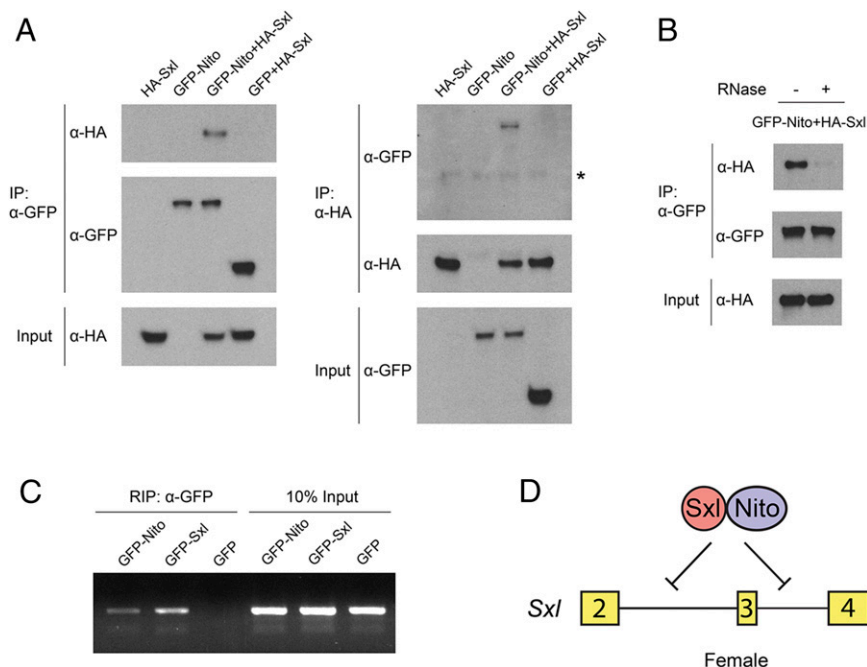 A
HA-Sxl
GFP-Nito
GFP-Nito+HA-Sxl
GFP+HA-Sxl
IP:
α-GFP
α-HA
α-GFP
Input
α-HA
HA-Sxl
GFP-Nito
GFP-Nito+HA-Sxl
GFP+HA-Sxl
IP:
α-HA
α-GFP
*
α-HA
Input
α-GFP
B
RNase - +
GFP-Nito+HA-Sxl
IP:
α-GFP
α-HA
α-GFP
Input α-HA
C
RIP: α-GFP 10% Input
GFP-Nito
GFP-Sxl
GFP
GFP-Nito
GFP-Sxl
GFP
D
Sxl Nito
Sxl 2 3 4
Female